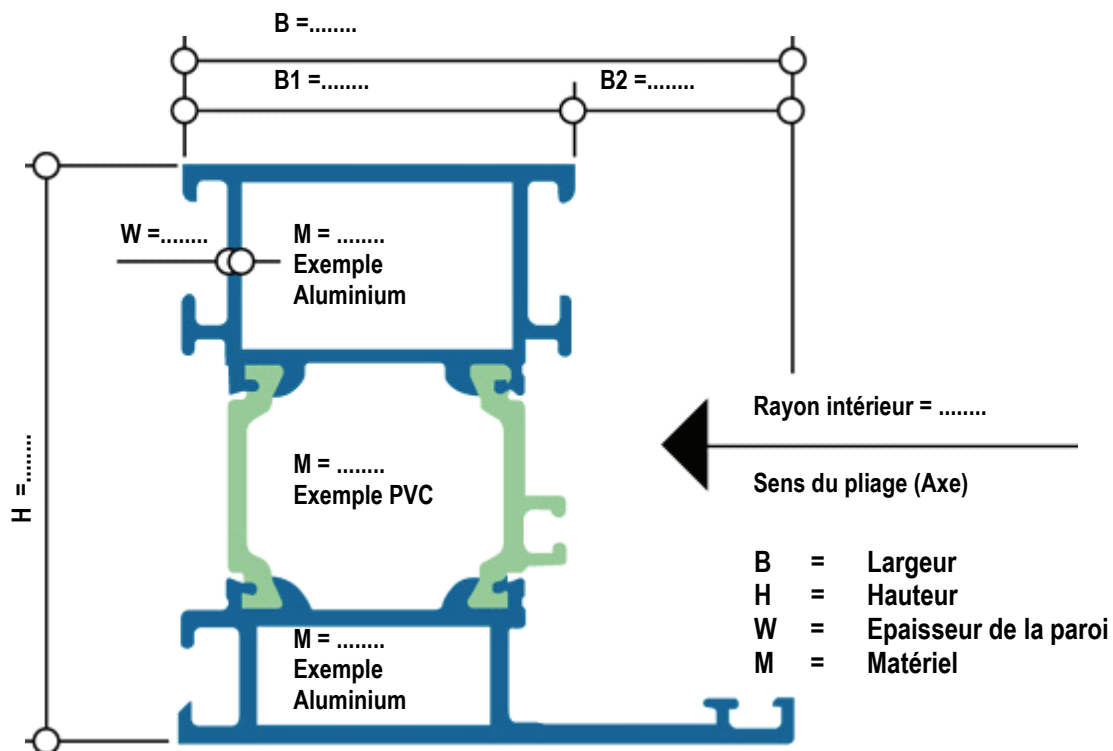 B =........
B1 =........
B2 =........
W =........
M = ........
Exemple
Aluminium
Rayon intérieur = ........
H =........
M = ........
Exemple PVC
Sens du pliage (Axe)
B = Largeur
H = Hauteur
W = Epaisseur de la paroi
M = Matériel
M = ........
Exemple
Aluminium